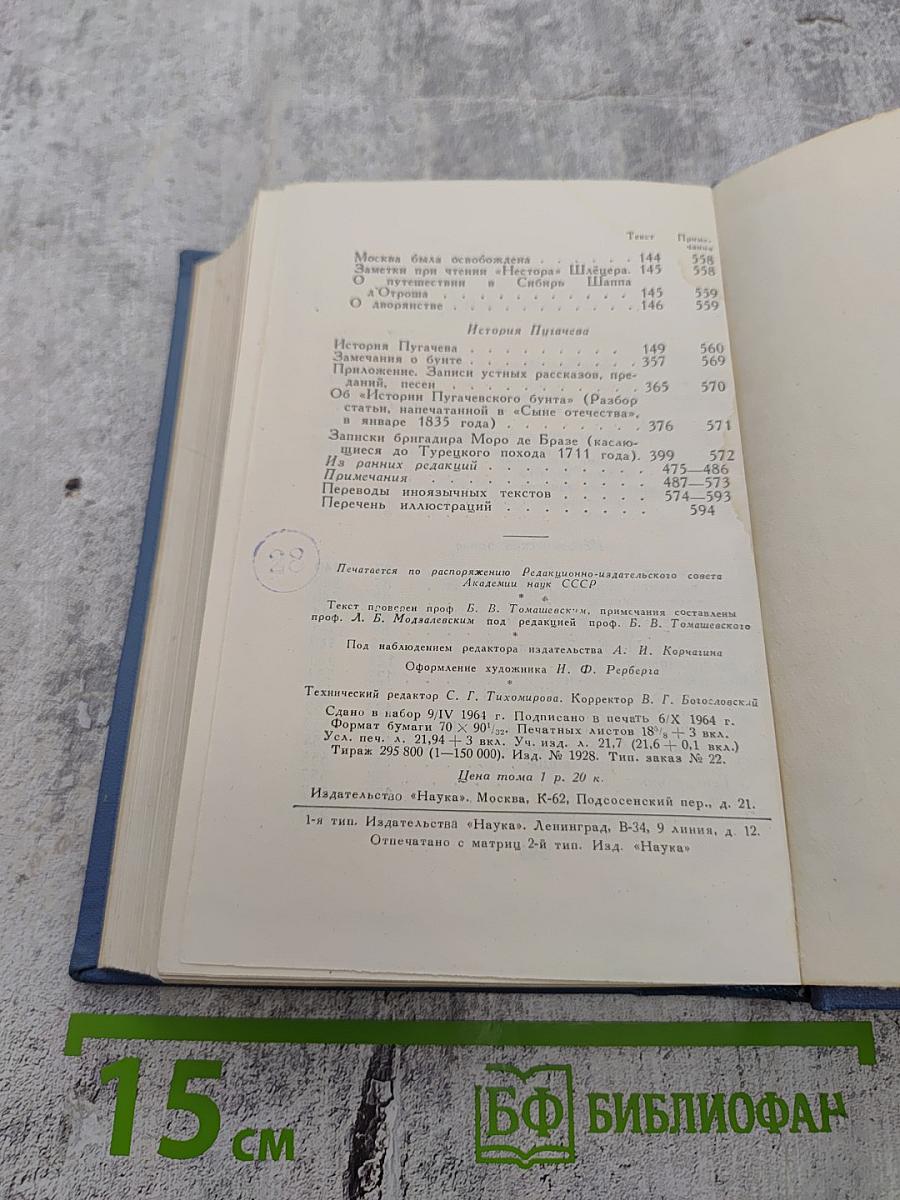 Текст Приме-
чания
Москва была освобождена . . . . . . 144 558
Заметки при чтении «Нестора» Шлёцера. 145 558
О путешествии в Сибирь Шаппа
д'Отроша . . . . . . . . . . . 145 559
О дворянстве . . . . . . . . . . . 146 559
История Пугачева
История Пугачева . . . . . . . . . 149 560
Замечания о бунте . . . . . . . . . 357 569
Приложение. Записи устных рассказов, пре-
даний, песен . . . . . . . . . . . 365 570
Об «Истории Пугачевского бунта» (Разбор
статьи, напечатанной в «Сыне отечества»,
в январе 1835 года) . . . . . . . 376 571
Записки бригадира Моро де Бразе (касаю-
щиеся до Турецкого похода 1711 года). 399 572
Из ранних редакций . . . . . . . . . 475—486
Примечания . . . . . . . . . . . 487—573
Переводы иноязычных текстов . . . . . 574—593
Перечень иллюстраций . . . . . . . . 594
Печатается по распоряжению Редакционно-издательского совета
Академии наук СССР
* *
Текст проверен проф. Б. В. Томашевским, примечания составлены
проф. Л. Б. Модзалевским под редакцией проф. Б. В. Томашевского
*
Под наблюдением редактора издательства А. И. Корчагина
Оформление художника И. Ф. Рерберга
*
Технический редактор С. Г. Тихомирова. Корректор В. Г. Богословский
Сдано в набор 9/IV 1964 г. Подписано в печать 6/X 1964 г.
Формат бумаги 70 × 90 1/32. Печатных листов 18 3/8 + 3 вкл.
Усл. печ. л. 21,94 + 3 вкл. Уч. изд. л. 21,7 (21,6 + 0,1 вкл.)
Тираж 295 800 (1—150 000). Изд. № 1928. Тип. заказ № 22.
Цена тома 1 р. 20 к.
Издательство «Наука». Москва, К-62, Подсосенский пер., д. 21.
1-я тип. Издательства «Наука». Ленинград, В-34, 9 линия, д. 12.
Отпечатано с матриц 2-й тип. Изд. «Наука»
15 см
БФ БИБЛИОФАН